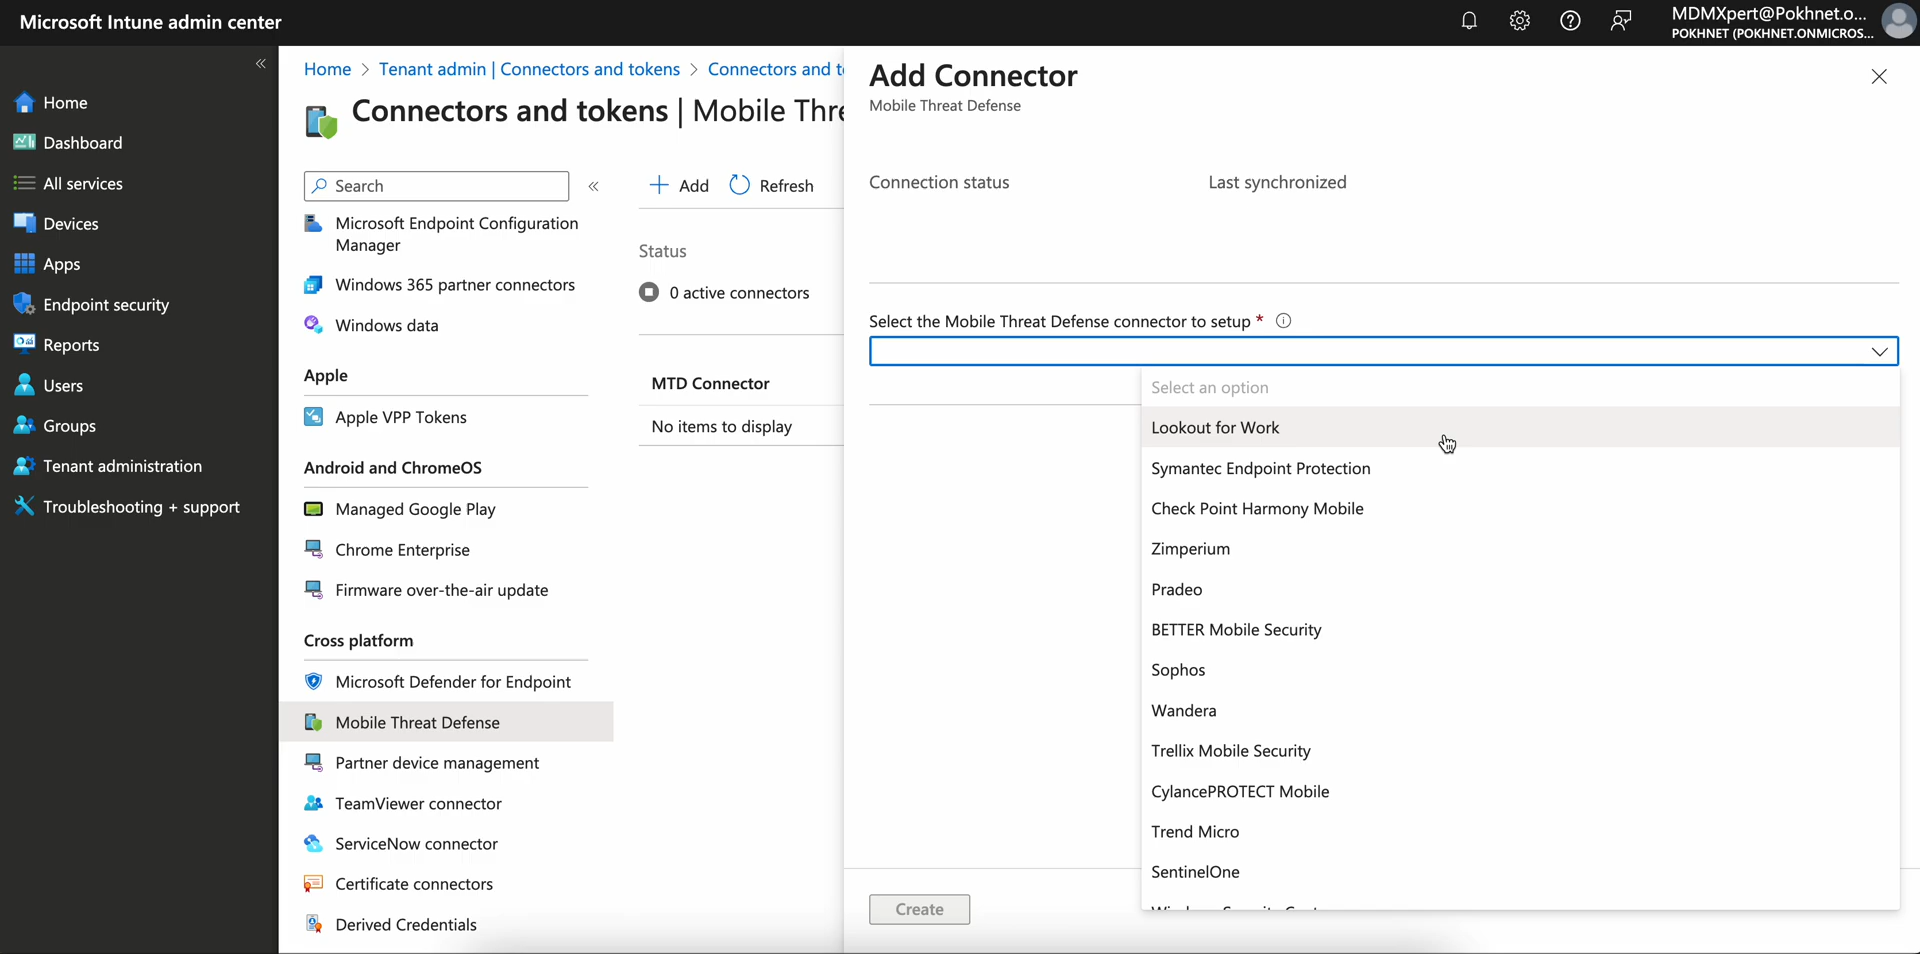 Microsoft Intune admin center
MDMXpert@Pokhnet.o...
POKHNET (POKHNET.ONMICROS...
Home
Dashboard
All services
Devices
Apps
Endpoint security
Reports
Users
Groups
Tenant administration
Troubleshooting + support
Home > Tenant admin | Connectors and tokens > Connectors and t
Connectors and tokens | Mobile Thre
Search
Microsoft Endpoint Configuration
Manager
Windows 365 partner connectors
Windows data
Apple
Apple VPP Tokens
Android and ChromeOS
Managed Google Play
Chrome Enterprise
Firmware over-the-air update
Cross platform
Microsoft Defender for Endpoint
Mobile Threat Defense
Partner device management
TeamViewer connector
ServiceNow connector
Certificate connectors
Derived Credentials
Add
Refresh
Status
0 active connectors
MTD Connector
No items to display
Add Connector
Mobile Threat Defense
Connection status
Last synchronized
Select the Mobile Threat Defense connector to setup *
Select an option
Lookout for Work
Symantec Endpoint Protection
Check Point Harmony Mobile
Zimperium
Pradeo
BETTER Mobile Security
Sophos
Wandera
Trellix Mobile Security
CylancePROTECT Mobile
Trend Micro
SentinelOne
Create